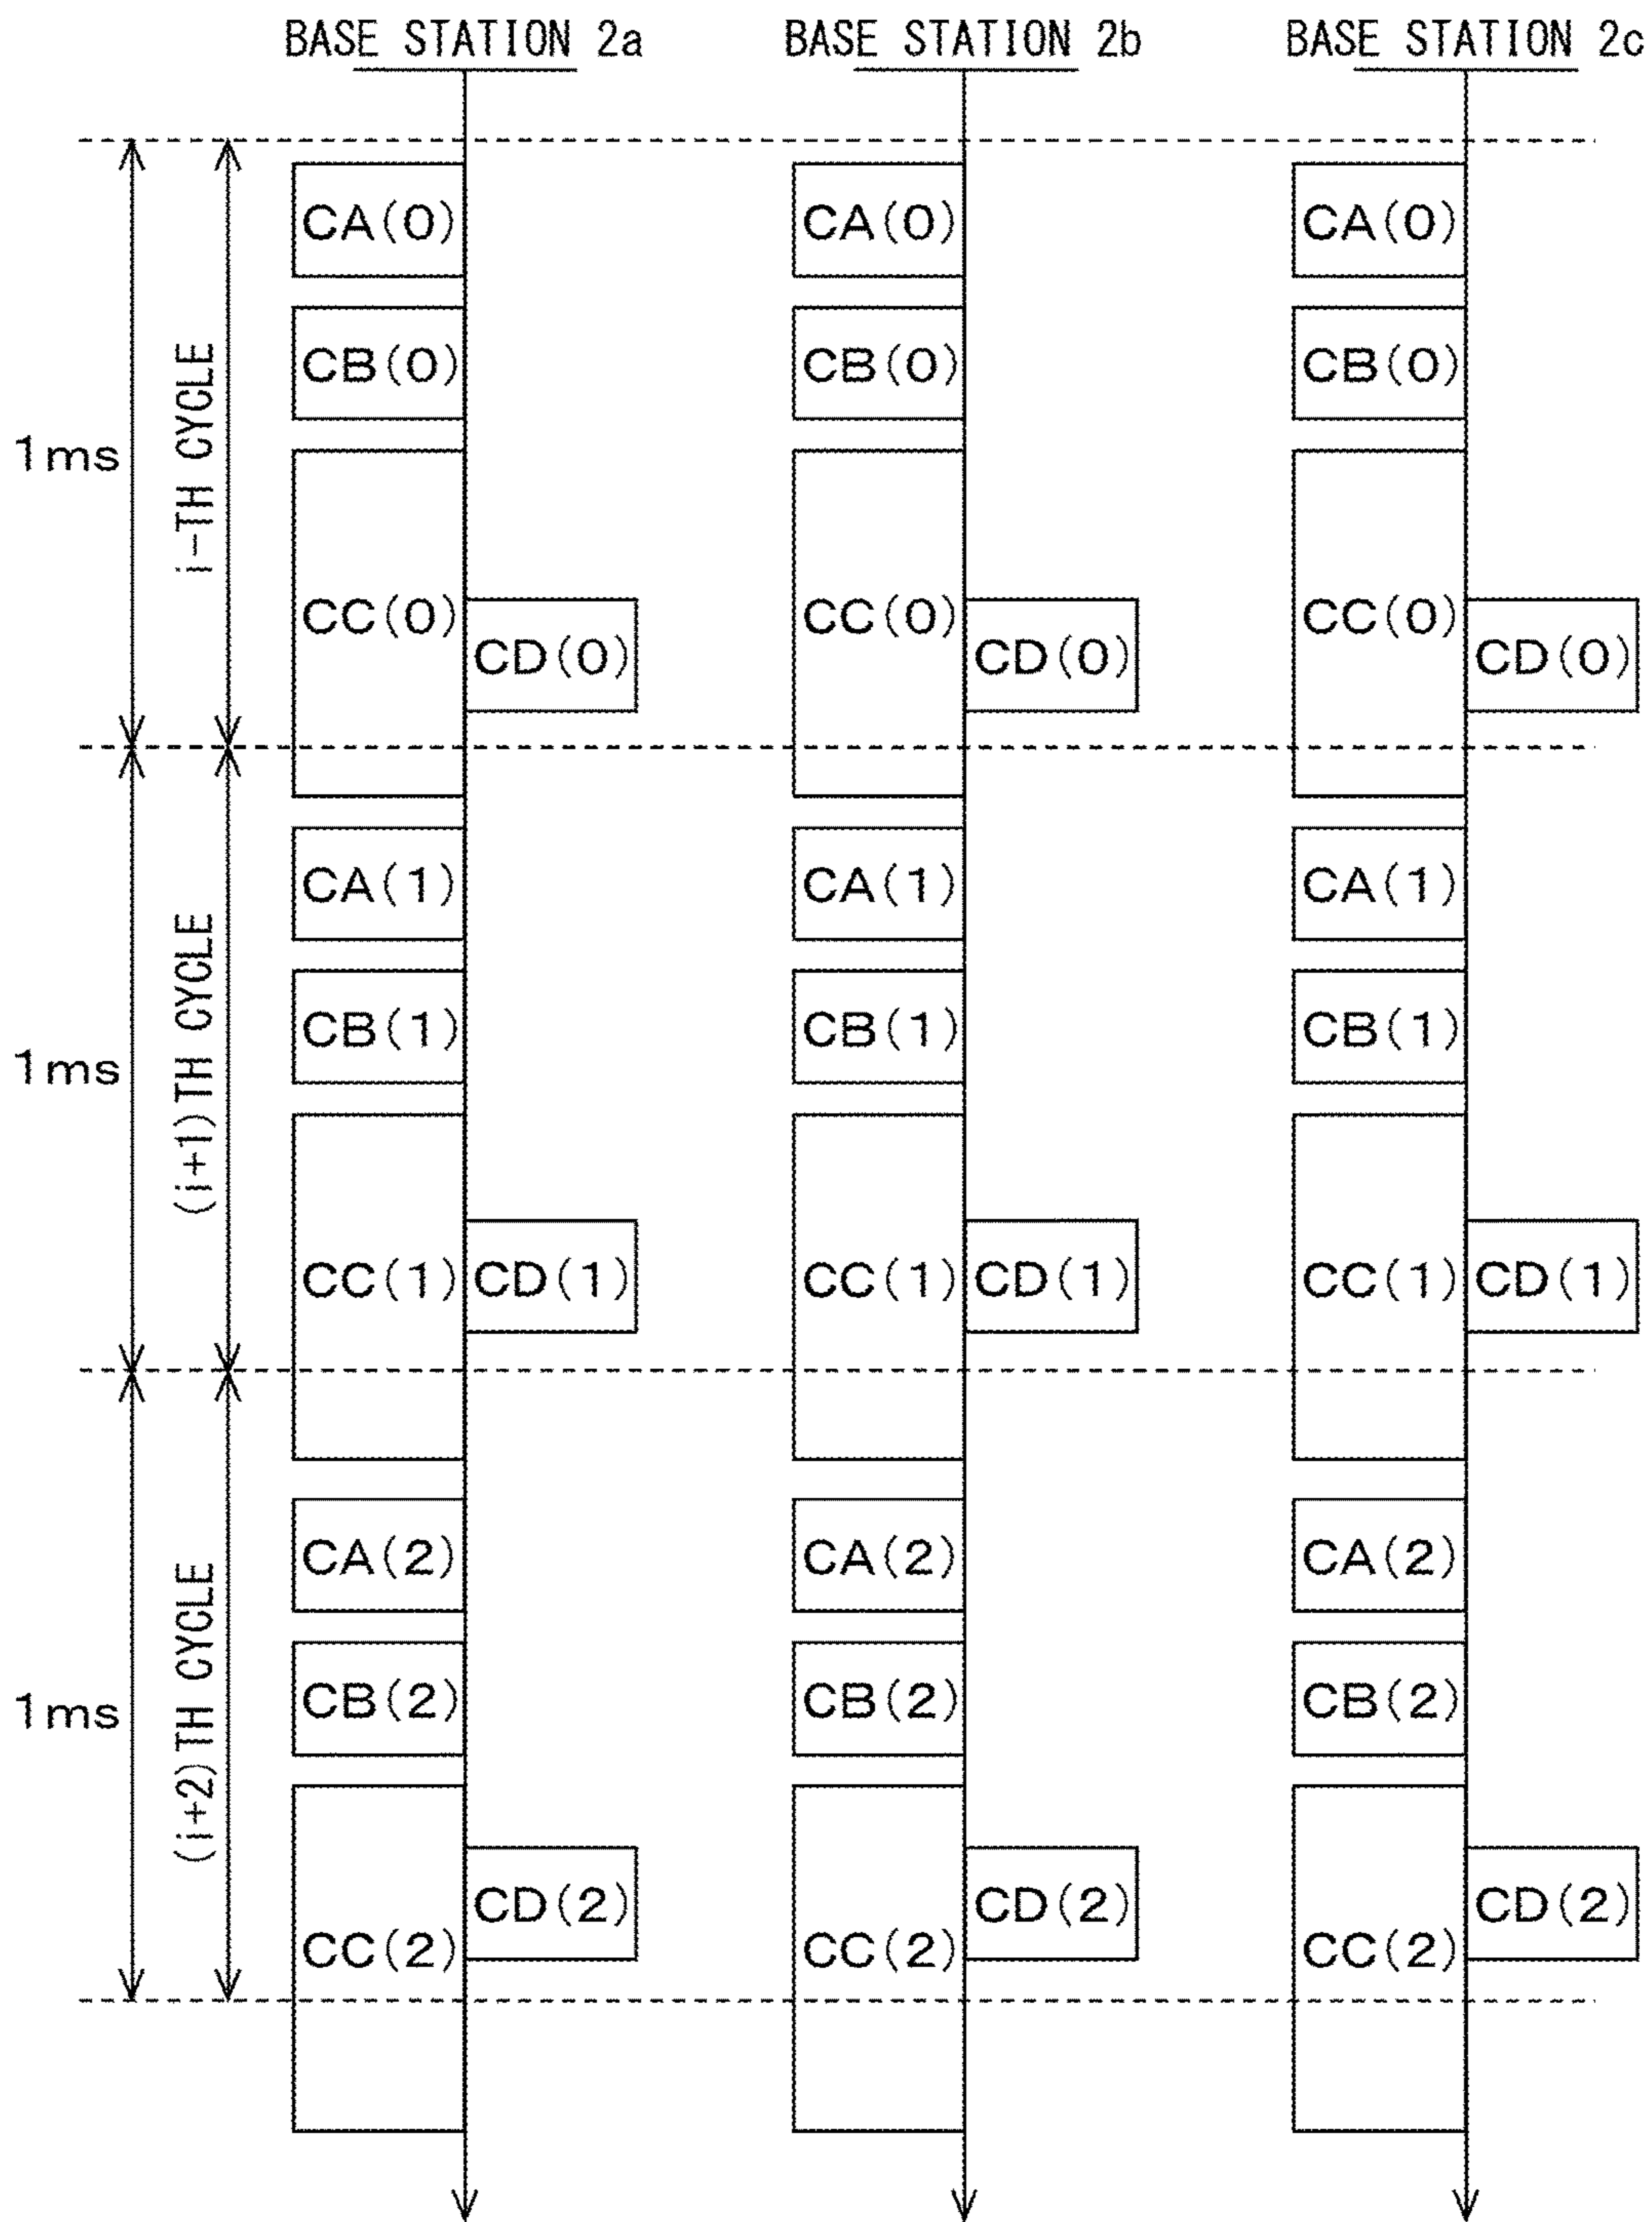 BASE STATION 2a BASE STATION 2b BASE STATION 2c
CA(0) CA(0) CA(0)
CB(0) CB(0) CB(0)
1ms i-TH CYCLE
CC(0) CC(0) CC(0)
CD(0) CD(0) CD(0)
CA(1) CA(1) CA(1)
CB(1) CB(1) CB(1)
1ms (i+1)TH CYCLE
CC(1) CD(1) CC(1) CD(1) CC(1) CD(1)
CA(2) CA(2) CA(2)
CB(2) CB(2) CB(2)
1ms (i+2)TH CYCLE
CD(2) CD(2) CD(2)
CC(2) CC(2) CC(2)